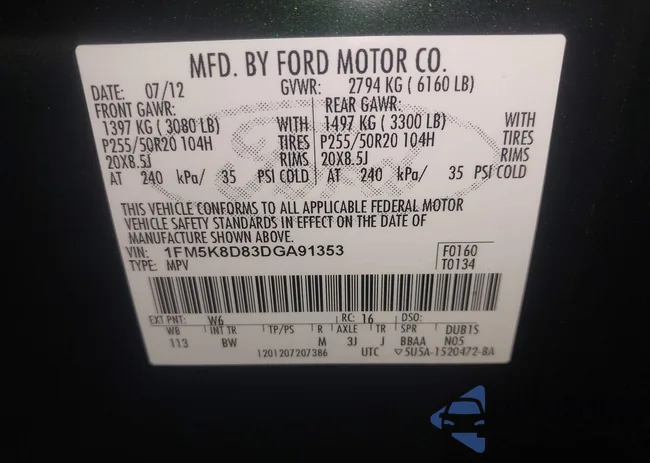 MFD. BY FORD MOTOR CO.
DATE: 07/12 GVWR: 2794 KG ( 6160 LB)
FRONT GAWR: REAR GAWR:
1397 KG ( 3080 LB) WITH 1497 KG ( 3300 LB) WITH
P255/50R20 104H TIRES P255/50R20 104H TIRES
20X8.5J RIMS 20X8.5J RIMS
AT 240 kPa/ 35 PSI COLD AT 240 kPa/ 35 PSI COLD
THIS VEHICLE CONFORMS TO ALL APPLICABLE FEDERAL MOTOR
VEHICLE SAFETY STANDARDS IN EFFECT ON THE DATE OF
MANUFACTURE SHOWN ABOVE.
VIN: 1FM5K8D83DGA91353 F0160
TYPE: MPV T0134
EXT PNT: W6 RC: 16 DSO:
WB INT TR TP/PS R AXLE TR SPR DUB1S
113 BW M 3J J BBAA N05
1201207207386 UTC ▽5U5A-1520472-BA